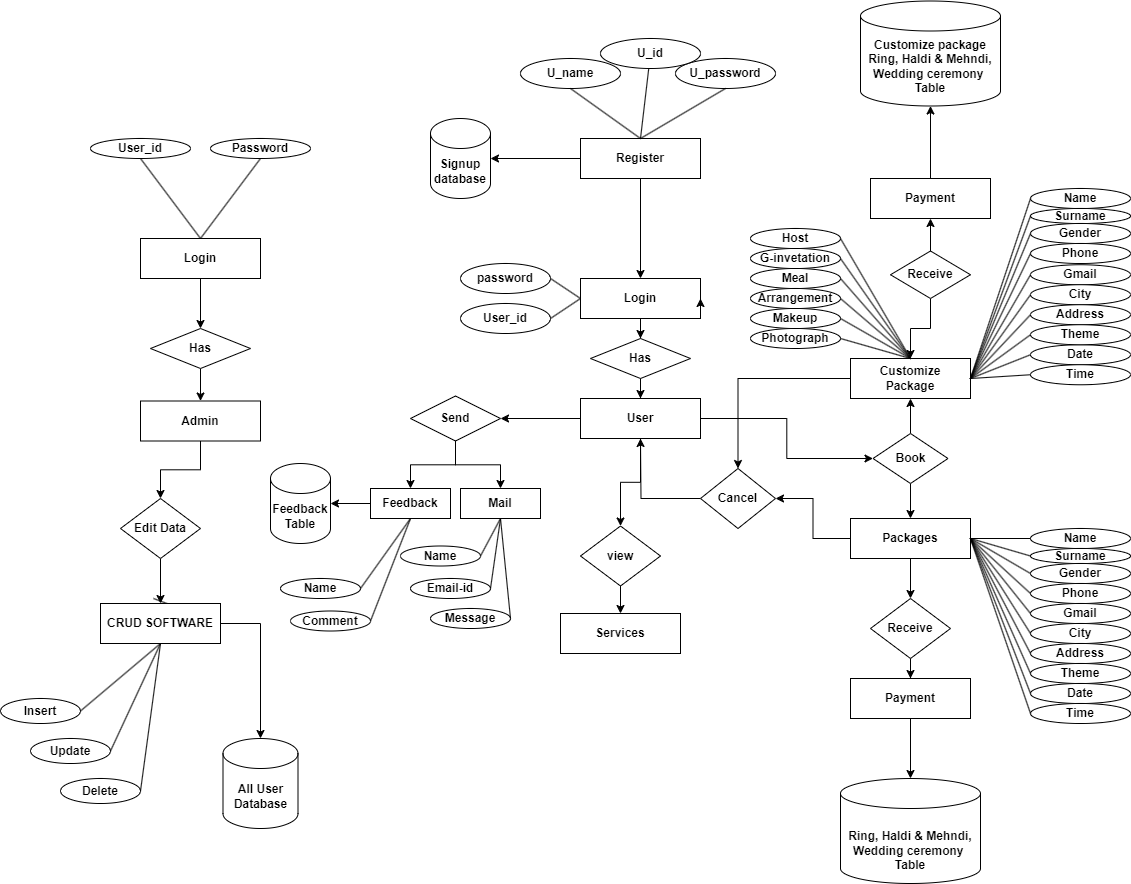 User_id
Password
Login
Has
Admin
Edit Data
CRUD SOFTWARE
Insert
Update
Delete
All User
Database
U_name
U_id
U_password
Register
Signup
database
password
User_id
Login
Has
User
Send
Feedback
Mail
Feedback
Table
Name
Comment
Name
Email-id
Message
view
Services
Cancel
Book
Customize package
Ring, Haldi & Mehndi,
Wedding ceremony
Table
Payment
Receive
Host
G-invetation
Meal
Arrangement
Makeup
Photograph
Customize
Package
Name
Surname
Gender
Phone
Gmail
City
Address
Theme
Date
Time
Packages
Name
Surname
Gender
Phone
Gmail
City
Address
Theme
Date
Time
Receive
Payment
Ring, Haldi & Mehndi,
Wedding ceremony
Table